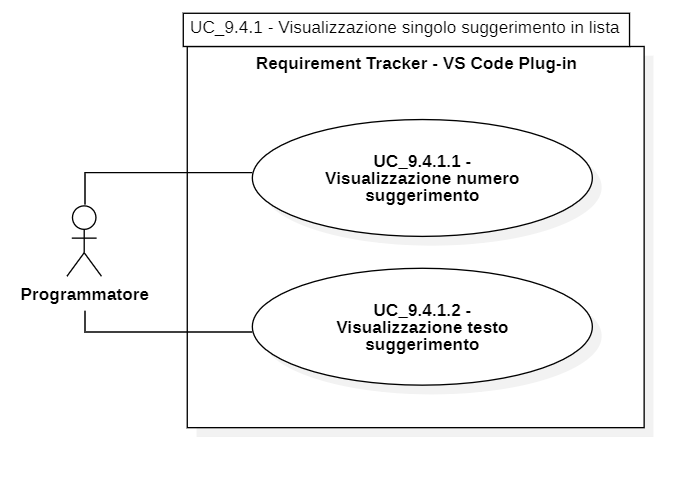 UC_9.4.1 - Visualizzazione singolo suggerimento in lista
Requirement Tracker - VS Code Plug-in
UC_9.4.1.1 -
Visualizzazione numero
suggerimento
Programmatore
UC_9.4.1.2 -
Visualizzazione testo
suggerimento